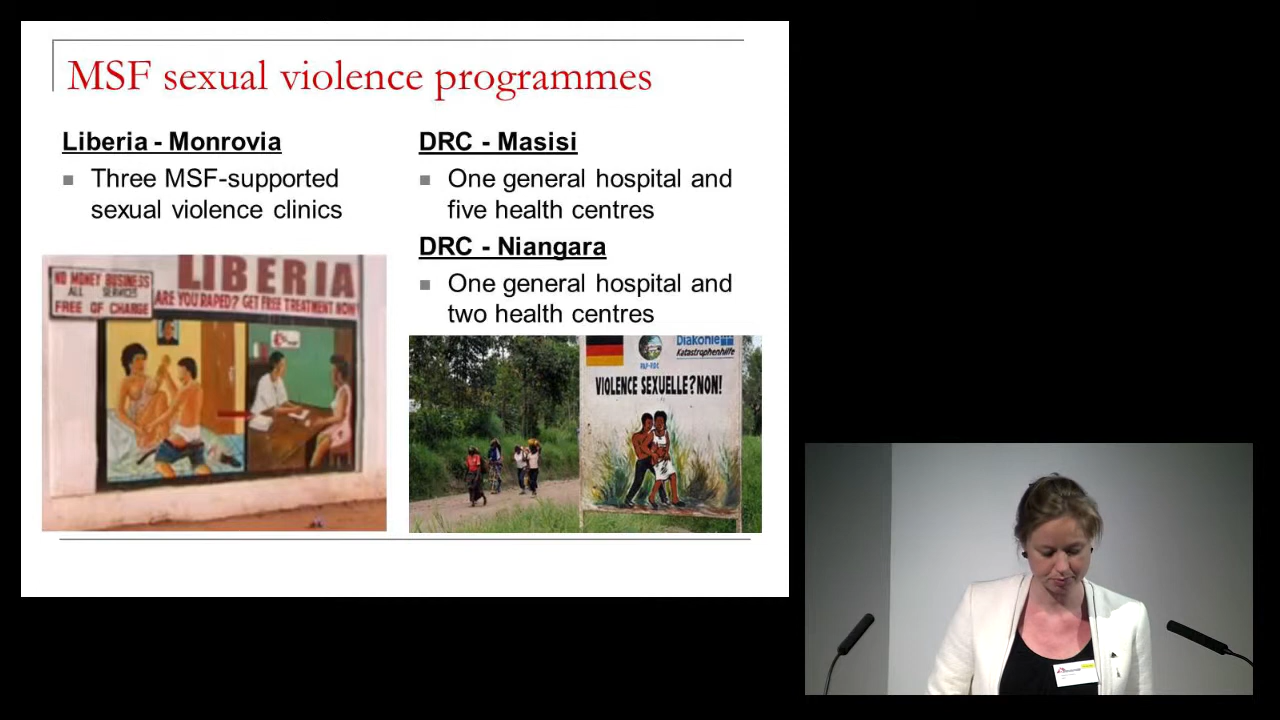 MSF sexual violence programmes
Liberia - Monrovia
Three MSF-supported
sexual violence clinics
DRC - Masisi
One general hospital and
five health centres
DRC - Niangara
One general hospital and
two health centres
LIBERIA
NO MONEY BUSINESS
ALL SERVICES
FREE OF CHARGE
ARE YOU RAPED? GET FREE TREATMENT NOW
Diakonie
Katastrophenhilfe
VIOLENCE SEXUELLE? NON!